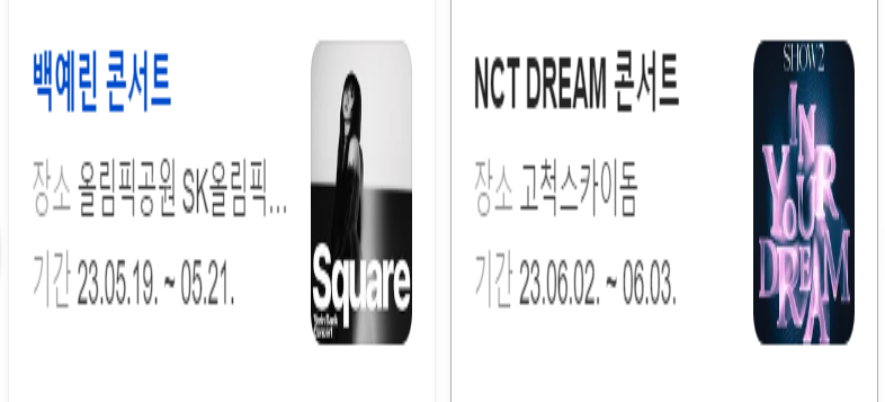 백예린 콘서트
장소 올림픽공원 SK올림픽...
기간 23.05.19. ~ 05.21.
Square
NCT DREAM 콘서트
장소 고척스카이돔
기간 23.06.02. ~ 06.03.
SHOW2
IN
YOUR
DREAM